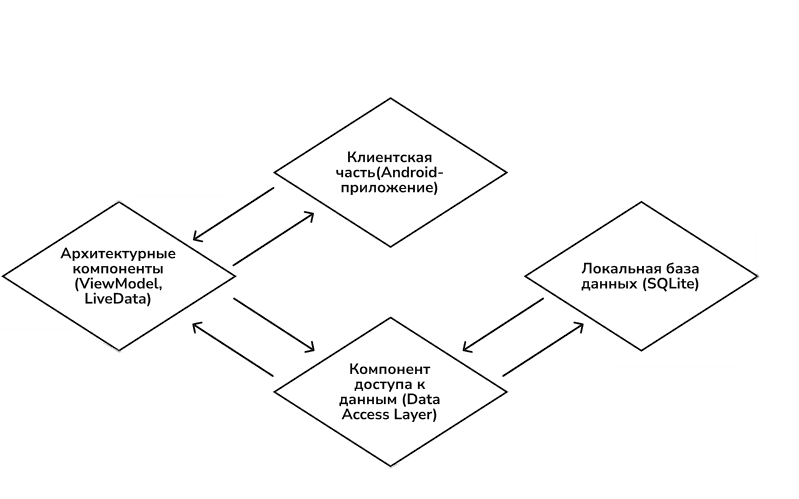 Клиентская
часть(Android-
приложение)
Архитектурные
компоненты
(ViewModel,
LiveData)
Локальная база
данных (SQLite)
Компонент
доступа к
данным (Data
Access Layer)